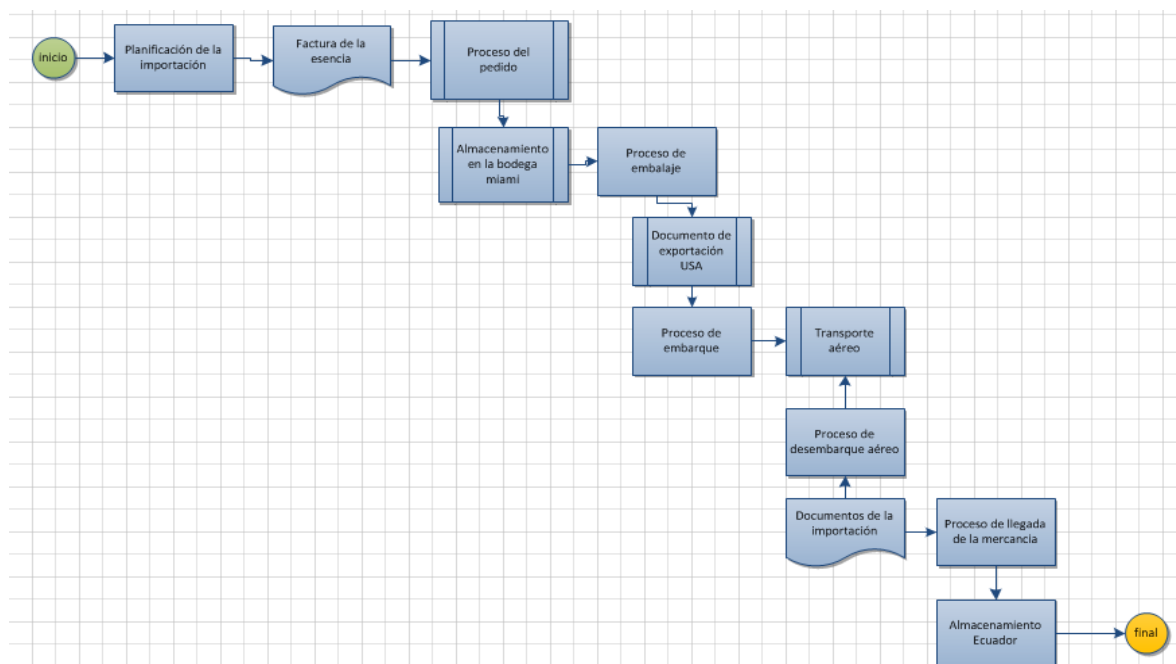 inicio
Planificación de la
importación
Factura de la
esencia
Proceso del
pedido
Almacenamiento
en la bodega
miami
Proceso de
embalaje
Documento de
exportación
USA
Proceso de
embarque
Transporte
aéreo
Proceso de
desembarque aéreo
Documentos de la
importación
Proceso de llegada
de la mercancia
Almacenamiento
Ecuador
final